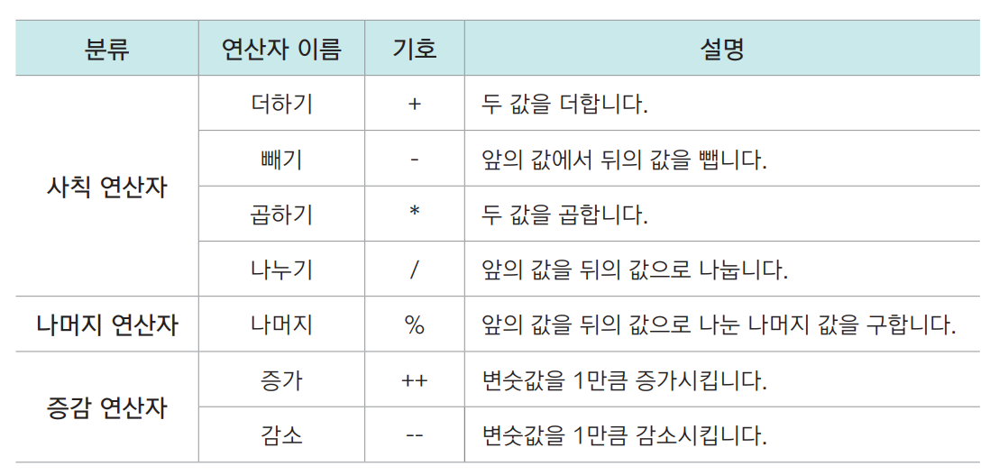 분류 연산자 이름 기호 설명
사칙 연산자
더하기 + 두 값을 더합니다.
빼기 - 앞의 값에서 뒤의 값을 뺍니다.
곱하기 * 두 값을 곱합니다.
나누기 / 앞의 값을 뒤의 값으로 나눕니다.
나머지 연산자 나머지 % 앞의 값을 뒤의 값으로 나눈 나머지 값을 구합니다.
증감 연산자
증가 ++ 변숫값을 1만큼 증가시킵니다.
감소 -- 변숫값을 1만큼 감소시킵니다.